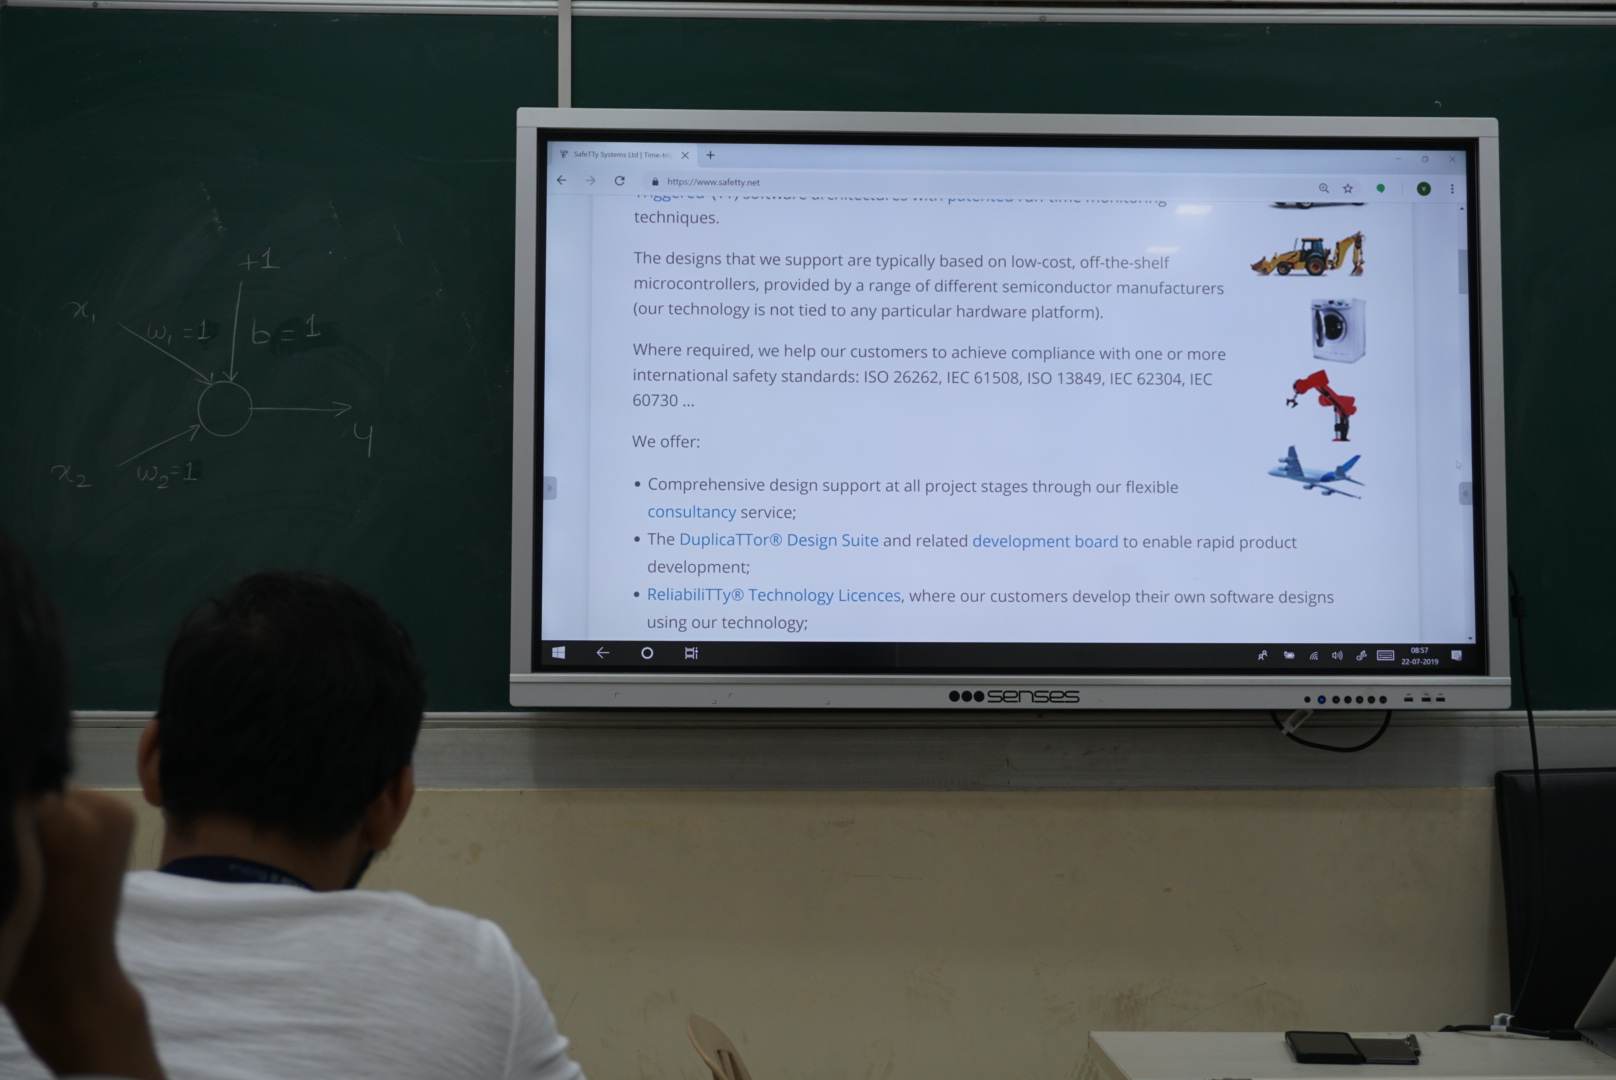 +1
x₁
w₁=1
b=1
y
x₂
w₂=1
SafeTTy Systems Ltd | Time-tri
https://www.safetty.net
techniques.
The designs that we support are typically based on low-cost, off-the-shelf
microcontrollers, provided by a range of different semiconductor manufacturers
(our technology is not tied to any particular hardware platform).
Where required, we help our customers to achieve compliance with one or more
international safety standards: ISO 26262, IEC 61508, ISO 13849, IEC 62304, IEC
60730 ...
We offer:
• Comprehensive design support at all project stages through our flexible
consultancy service;
• The DuplicaTTor® Design Suite and related development board to enable rapid product
development;
• ReliabiliTTy® Technology Licences, where our customers develop their own software designs
using our technology;
08:57
22-07-2019
senses